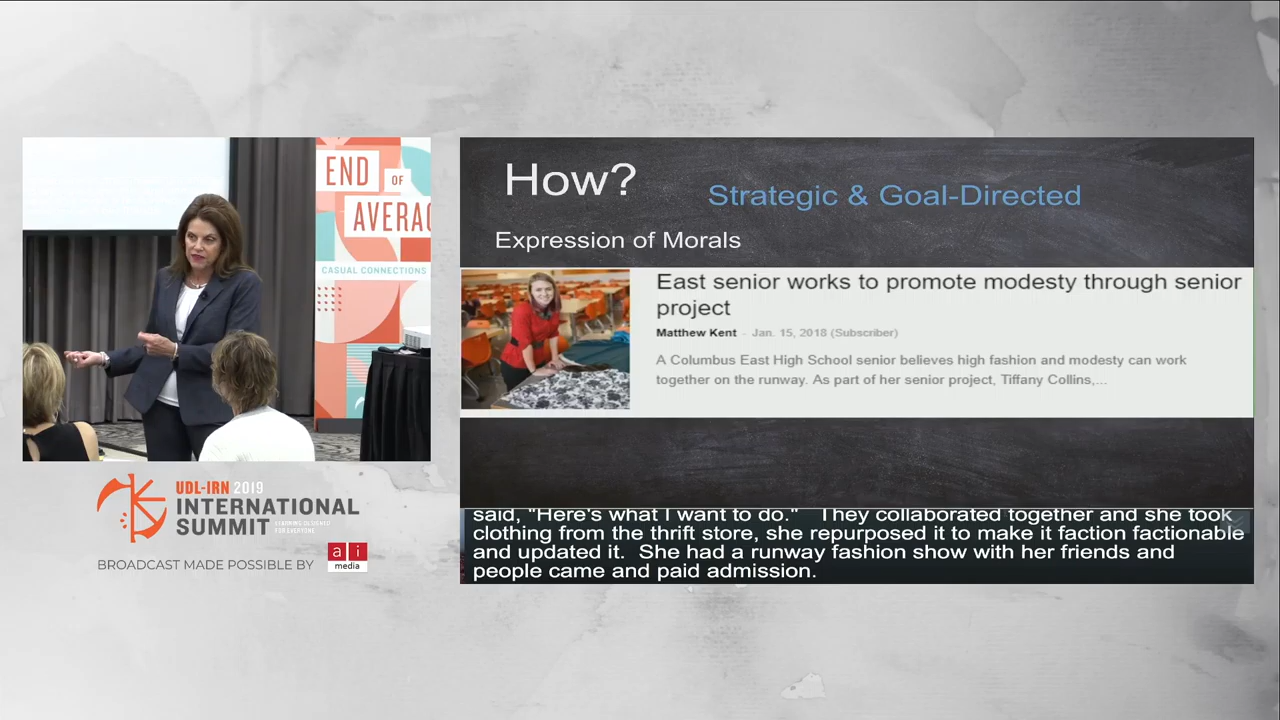 END
OF
AVERAG
CASUAL CONNECTIONS
UDL-IRN 2019
INTERNATIONAL
SUMMIT
LEARNING DESIGNED
FOR EVERYONE
BROADCAST MADE POSSIBLE BY
ai
media
How?
Strategic & Goal-Directed
Expression of Morals
East senior works to promote modesty through senior
project
Matthew Kent - Jan. 15, 2018 (Subscriber)
A Columbus East High School senior believes high fashion and modesty can work
together on the runway. As part of her senior project, Tiffany Collins,...
said, "Here's what I want to do." They collaborated together and she took
clothing from the thrift store, she repurposed it to make it faction factionable
and updated it. She had a runway fashion show with her friends and
people came and paid admission.